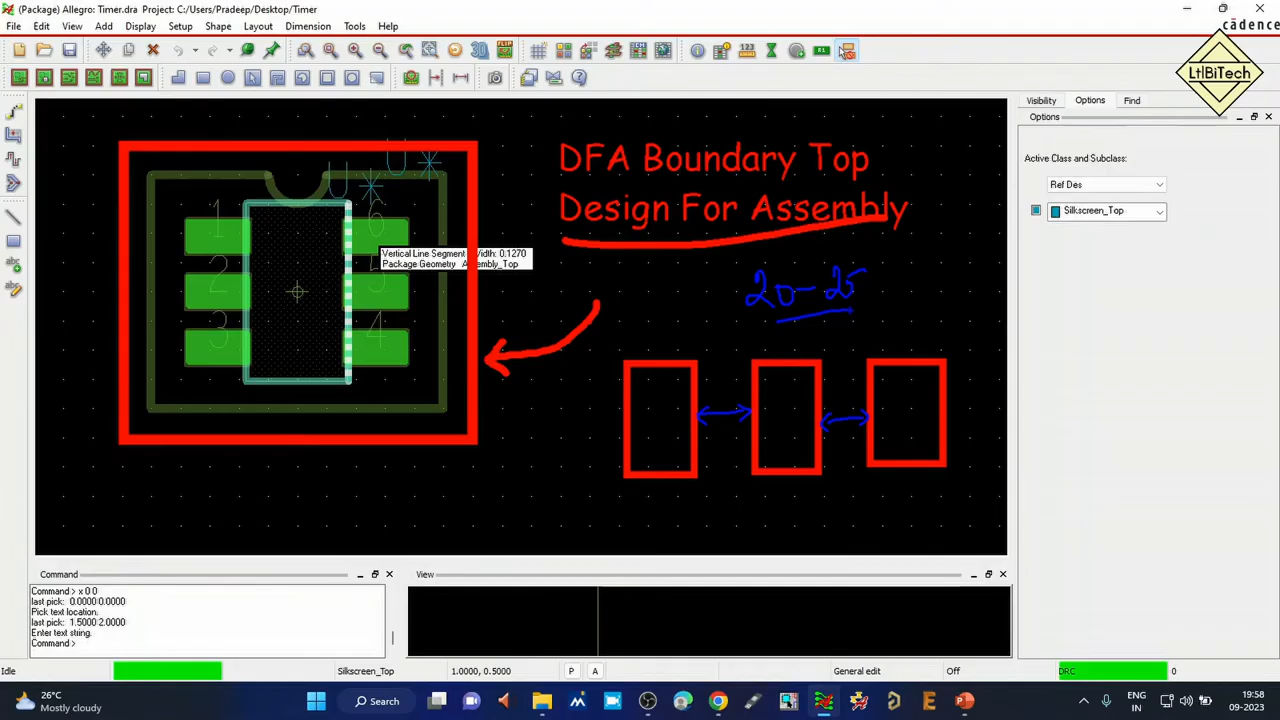 (Package) Allegro: Timer.dra Project: C:/Users/Pradeep/Desktop/Timer
cādence
File Edit View Add Display Setup Shape Layout Dimension Tools Help
LtlBiTech
Visibility Options Find
Options
Active Class and Subclass:
Ref Des
Silkscreen_Top
DFA Boundary Top
Design For Assembly
20-25
U*
U*
1 6
2 5
3 4
Vertical Line Segment Width: 0.1270
Package Geometry Assembly_Top
Command
Command > x 0 0
last pick: 0.0000 0.0000
Pick text location.
last pick: 1.5000 2.0000
Enter text string.
Command >
View
Idle Silkscreen_Top 1.0000, 0.5000 P A General edit Off DRC 0
26°C
Mostly cloudy
Search
ENG
IN
19:58
09-2023